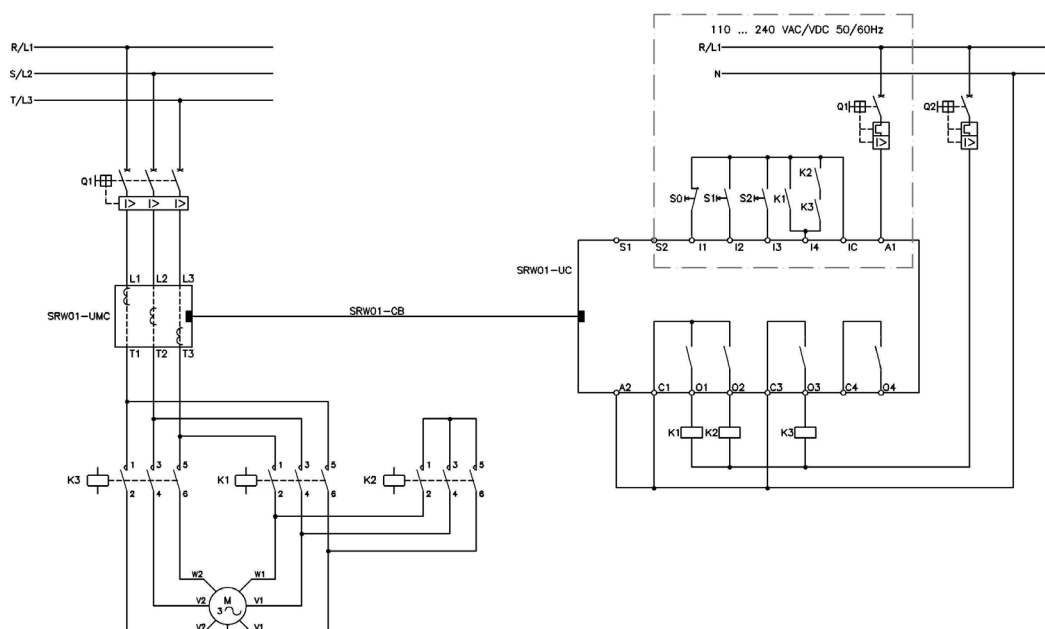 110 ... 240 VAC/VDC 50/60Hz
R/L1
S/L2
T/L3
R/L1
N
Q1
I> I> I>
Q1
I>
Q2
I>
S0
S1
S2
K1
K2
K3
S1 S2 I1 I2 I3 I4 IC A1
SRW01-UC
L1 L2 L3
SRW01-UMC
T1 T2 T3
SRW01-CB
A2 C1 O1 O2 C3 O3 C4 O4
K1 K2 K3
K3
1 3 5
2 4 6
K1
1 3 5
2 4 6
K2
1 3 5
2 4 6
W2 W1
M
3
V2 V1
V2 V1